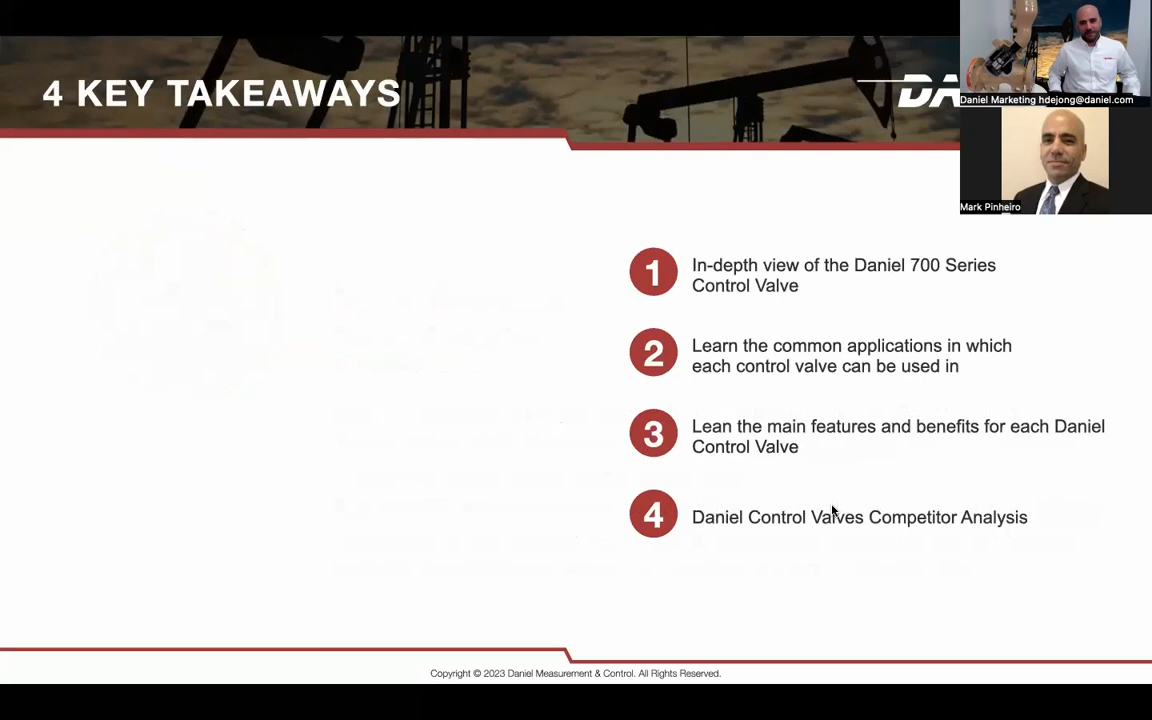 4 KEY TAKEAWAYS
DA
Daniel Marketing hdejong@daniel.com
Mark Pinheiro
1
In-depth view of the Daniel 700 Series
Control Valve
2
Learn the common applications in which
each control valve can be used in
3
Lean the main features and benefits for each Daniel
Control Valve
4
Daniel Control Valves Competitor Analysis
Copyright © 2023 Daniel Measurement & Control. All Rights Reserved.